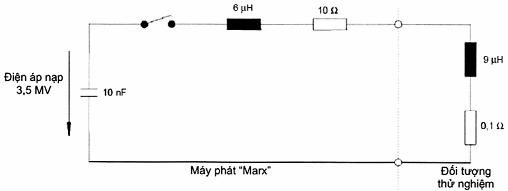 6 µH
10 Ω
Điện áp nạp
3,5 MV
10 nF
9 µH
0,1 Ω
Máy phát “Marx”
Đối tượng
thử nghiệm